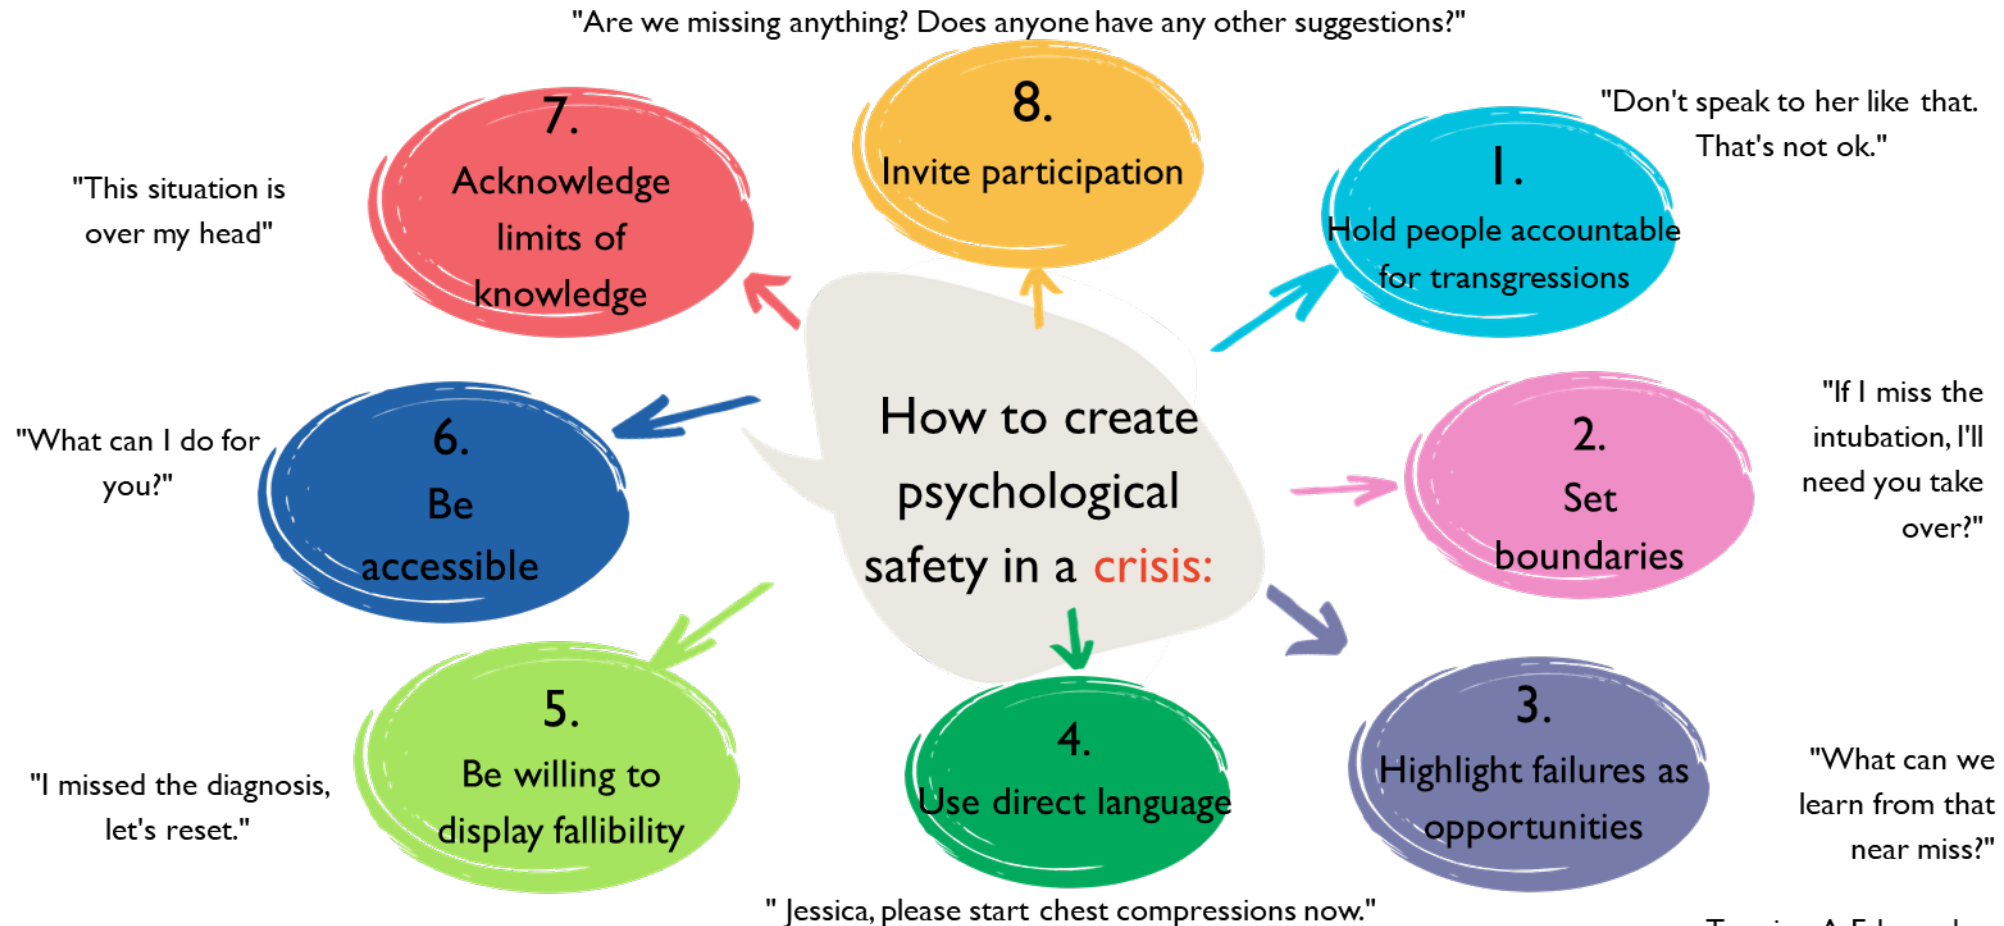 "Are we missing anything? Does anyone have any other suggestions?"
8.
Invite participation
"Don't speak to her like that.
That's not ok."
1.
Hold people accountable
for transgressions
"If I miss the
intubation, I'll
need you take
over?"
2.
Set
boundaries
"What can we
learn from that
near miss?"
3.
Highlight failures as
opportunities
4.
Use direct language
" Jessica, please start chest compressions now."
5.
Be willing to
display fallibility
"I missed the diagnosis,
let's reset."
6.
Be
accessible
"What can I do for
you?"
7.
Acknowledge
limits of
knowledge
"This situation is
over my head"
How to create
psychological
safety in a crisis: